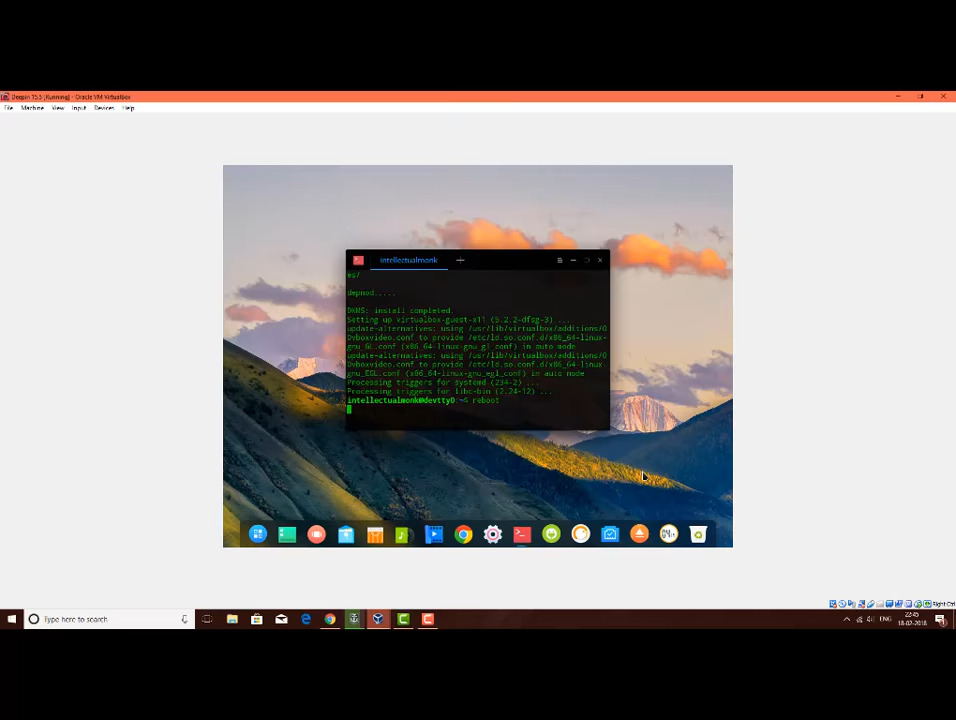 Deepin 15.5 [Running] - Oracle VM VirtualBox
File Machine View Input Devices Help
intellectualmonk
es/
depmod.....
DKMS: install completed.
Setting up virtualbox-guest-x11 (5.2.2-dfsg-3) ...
update-alternatives: using /usr/lib/virtualbox/additions/0
0vboxvideo.conf to provide /etc/ld.so.conf.d/x86_64-linux-
gnu_GL.conf (x86_64-linux-gnu_gl_conf) in auto mode
update-alternatives: using /usr/lib/virtualbox/additions/0
0vboxvideo.conf to provide /etc/ld.so.conf.d/x86_64-linux-
gnu_EGL.conf (x86_64-linux-gnu_egl_conf) in auto mode
Processing triggers for systemd (234-2) ...
Processing triggers for libc-bin (2.24-12) ...
intellectualmonk@devtty0:~$ reboot
Right Ctrl
Type here to search
ENG
22:45
18-02-2018